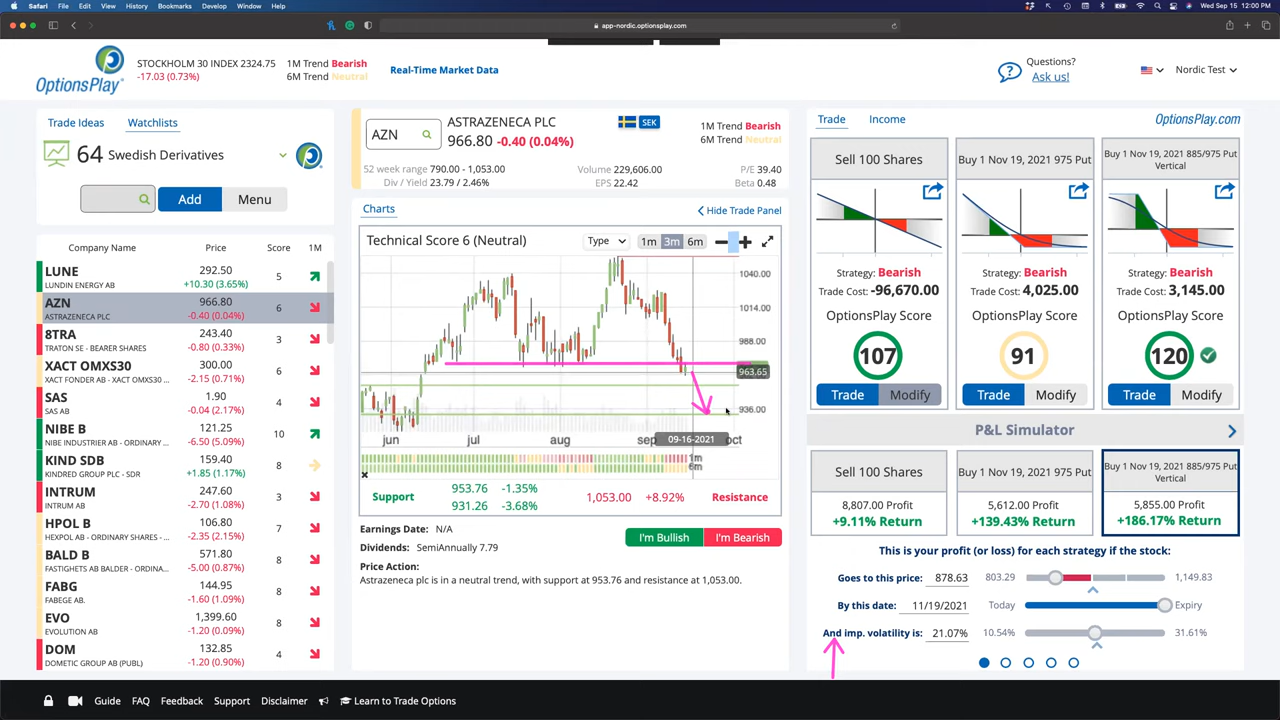 Safari File Edit View History Bookmarks Develop Window Help Wed Sep 15 12:00 PM
app-nordic.optionsplay.com
OptionsPlay
STOCKHOLM 30 INDEX 2324.75
-17.03 (0.73%)
1M Trend Bearish
6M Trend Neutral
Real-Time Market Data
Questions?
Ask us!
Nordic Test
Trade Ideas Watchlists
64 Swedish Derivatives
Add Menu
Company Name Price Score 1M
LUNE 292.50
LUNDIN ENERGY AB +10.30 (3.65%) 5
AZN 966.80
ASTRAZENECA PLC -0.40 (0.04%) 6
8TRA 243.40
TRATON SE - BEARER SHARES -0.80 (0.33%) 3
XACT OMXS30 300.00
XACT FONDER AB - XACT OMXS30 -2.15 (0.71%) 6
SAS 1.90
SAS AB -0.04 (2.17%) 4
NIBE B 121.25
NIBE INDUSTRIER AB - ORDINARY ... -6.50 (5.09%) 10
KIND SDB 159.40
KINDRED GROUP PLC - SDR +1.85 (1.17%) 8
INTRUM 247.60
INTRUM AB -2.70 (1.08%) 3
HPOL B 106.80
HEXPOL AB - ORDINARY SHARES - ... -2.35 (2.15%) 7
BALD B 571.80
FASTIGHETS AB BALDER - ORDINA... -5.00 (0.87%) 8
FABG 144.95
FABEGE AB. -1.60 (1.09%) 8
EVO 1,399.60
EVOLUTION AB -1.20 (0.09%) 8
DOM 132.85
DOMETIC GROUP AB (PUBL) -1.20 (0.90%) 4
AZN
ASTRAZENECA PLC SEK
966.80 -0.40 (0.04%)
1M Trend Bearish
6M Trend Neutral
52 week range 790.00 - 1,053.00 Volume 229,606.00 P/E 39.40
Div / Yield 23.79 / 2.46% EPS 22.42 Beta 0.48
Charts Hide Trade Panel
Technical Score 6 (Neutral) Type 1m 3m 6m
1040.00
1014.00
988.00
963.65
936.00
jun jul aug sep 09-16-2021 oct
1m
6m
Support 953.76 -1.35% 1,053.00 +8.92% Resistance
931.26 -3.68%
Earnings Date: N/A
Dividends: SemiAnnually 7.79
I'm Bullish I'm Bearish
Price Action:
Astrazeneca plc is in a neutral trend, with support at 953.76 and resistance at 1,053.00.
Trade Income OptionsPlay.com
Sell 100 Shares
Strategy: Bearish
Trade Cost: -96,670.00
OptionsPlay Score
107
Trade Modify
Buy 1 Nov 19, 2021 975 Put
Strategy: Bearish
Trade Cost: 4,025.00
OptionsPlay Score
91
Trade Modify
Buy 1 Nov 19, 2021 885/975 Put
Vertical
Strategy: Bearish
Trade Cost: 3,145.00
OptionsPlay Score
120
Trade Modify
P&L Simulator
Sell 100 Shares
8,807.00 Profit
+9.11% Return
Buy 1 Nov 19, 2021 975 Put
5,612.00 Profit
+139.43% Return
Buy 1 Nov 19, 2021 885/975 Put
Vertical
5,855.00 Profit
+186.17% Return
This is your profit (or loss) for each strategy if the stock:
Goes to this price: 878.63 803.29 1,149.83
By this date: 11/19/2021 Today Expiry
And imp. volatility is: 21.07% 10.54% 31.61%
Guide FAQ Feedback Support Disclaimer Learn to Trade Options